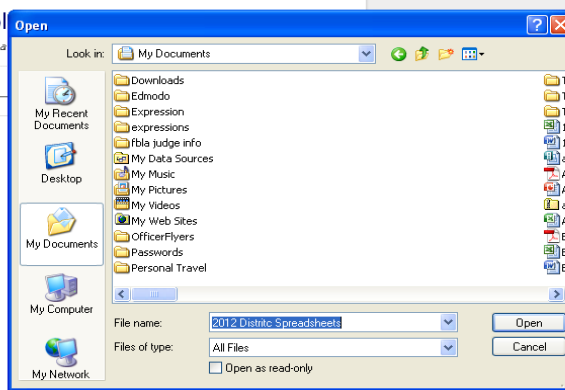 Open
Look in: My Documents
My Recent
Documents
Desktop
My Documents
My Computer
My Network
Downloads
Edmodo
Expression
expressions
fbla judge info
My Data Sources
My Music
My Pictures
My Videos
My Web Sites
OfficerFlyers
Passwords
Personal Travel
File name: 2012 Distritc Spreadsheets Open
Files of type: All Files Cancel
Open as read-only